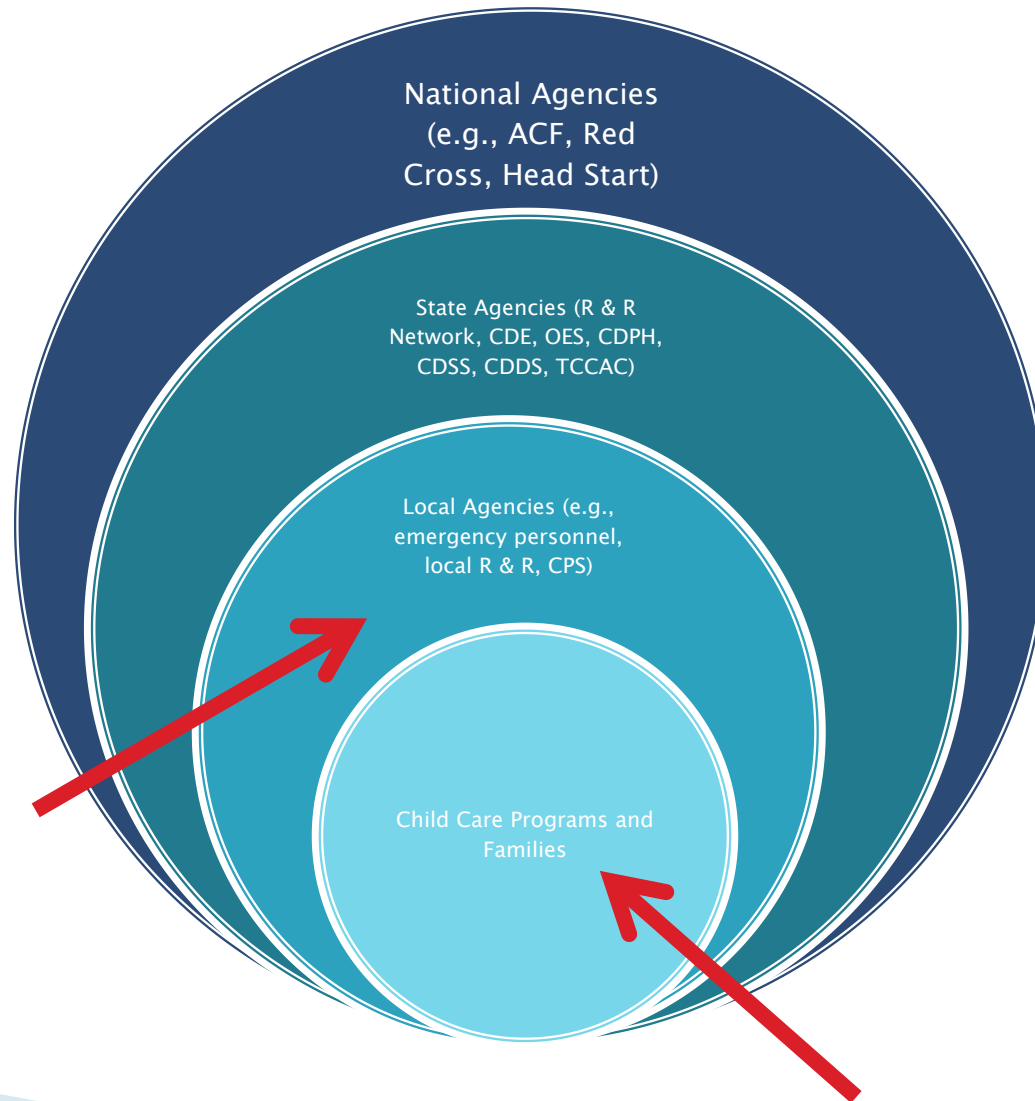 National Agencies
(e.g., ACF, Red
Cross, Head Start)
State Agencies (R & R
Network, CDE, OES, CDPH,
CDSS, CDDS, TCCAC)
Local Agencies (e.g.,
emergency personnel,
local R & R, CPS)
Child Care Programs and
Families